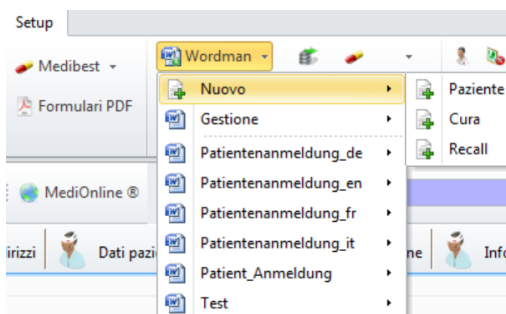 Setup
Medibest
Formulari PDF
Wordman
Nuovo
Gestione
Patientenanmeldung_de
Patientenanmeldung_en
Patientenanmeldung_fr
Patientenanmeldung_it
Patient_Anmeldung
Test
Paziente
Cura
Recall
MediOnline ®
irizzi
Dati pazi
ne
Info